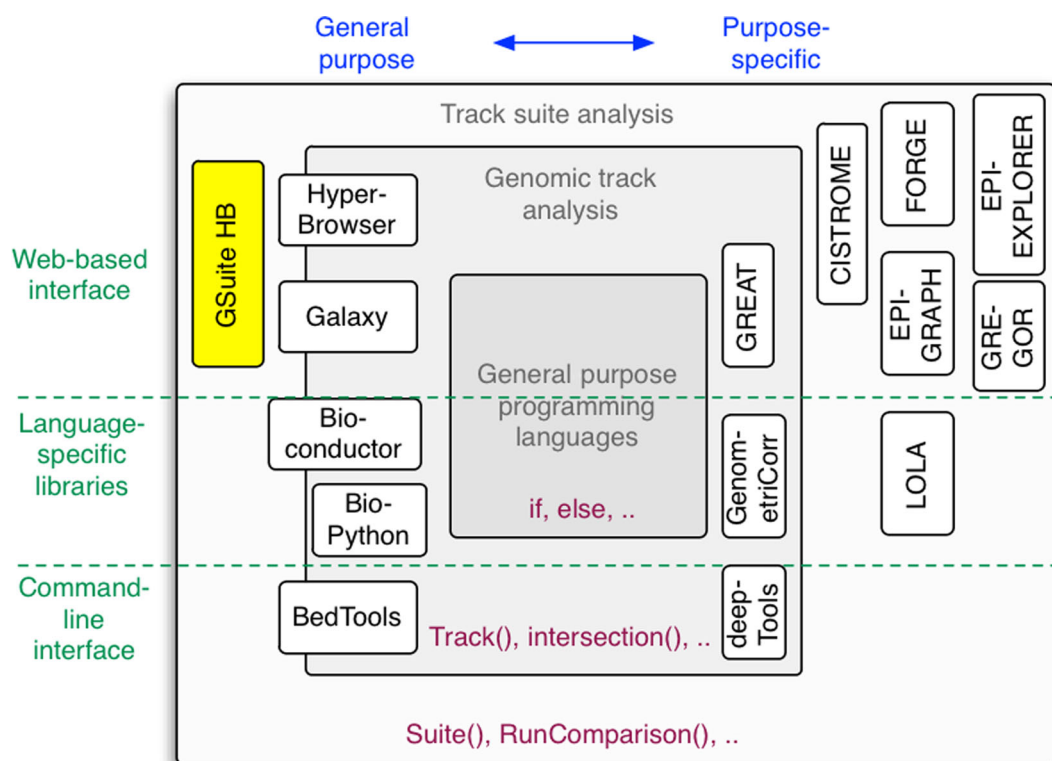 General
purpose
Purpose-
specific
Track suite analysis
Genomic track
analysis
General purpose
programming
languages
if, else, ..
Track(), intersection(), ..
Suite(), RunComparison(), ..
Web-based
interface
Language-
specific
libraries
Command-
line
interface
GSuite HB
Hyper-
Browser
Galaxy
Bio-
conductor
Bio-
Python
BedTools
GREAT
Genom-
etriCorr
deep-
Tools
CISTROME
FORGE
EPI-
GRAPH
LOLA
EPI-
EXPLORER
GRE-
GOR